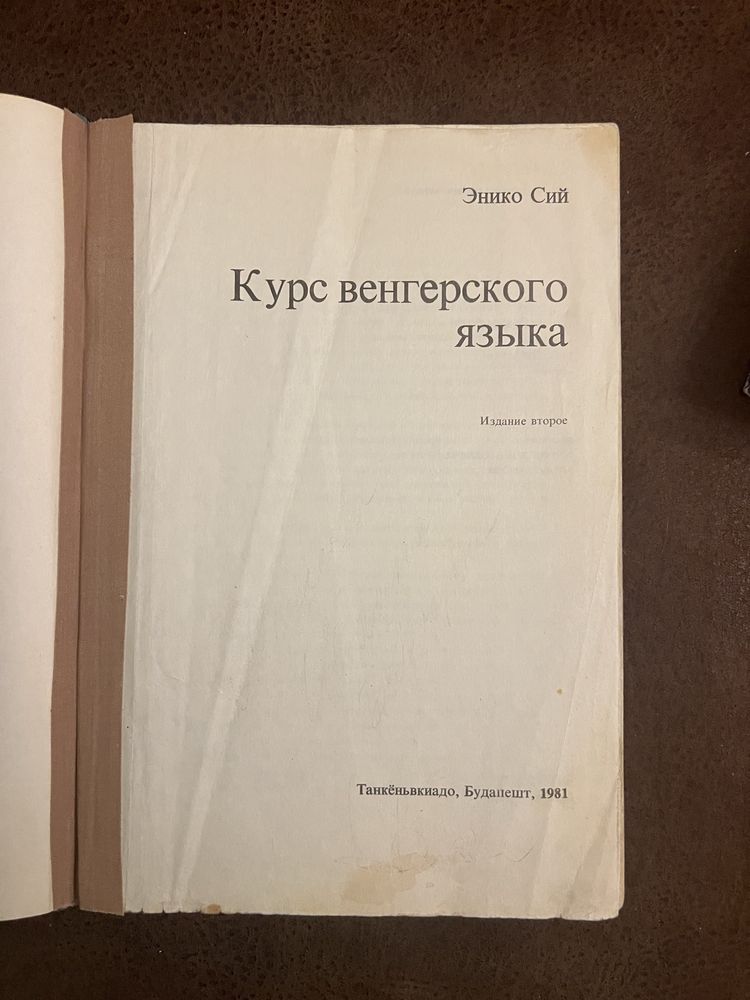 Энико Сий
Курс венгерского
языка
Издание второе
Танкёньвкиадо, Будапешт, 1981